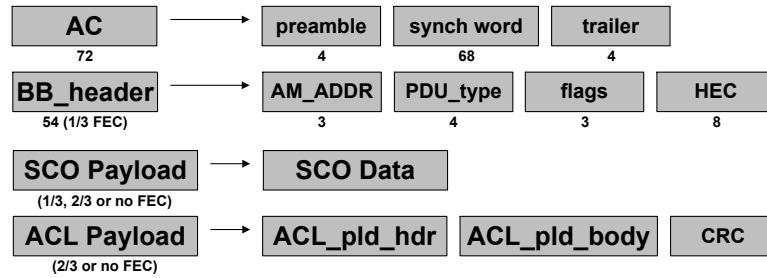 AC preamble synch word trailer
72 4 68 4
BB_header AM_ADDR PDU_type flags HEC
54 (1/3 FEC) 3 4 3 8
SCO Payload SCO Data
(1/3, 2/3 or no FEC)
ACL Payload ACL_pld_hdr ACL_pld_body CRC
(2/3 or no FEC)